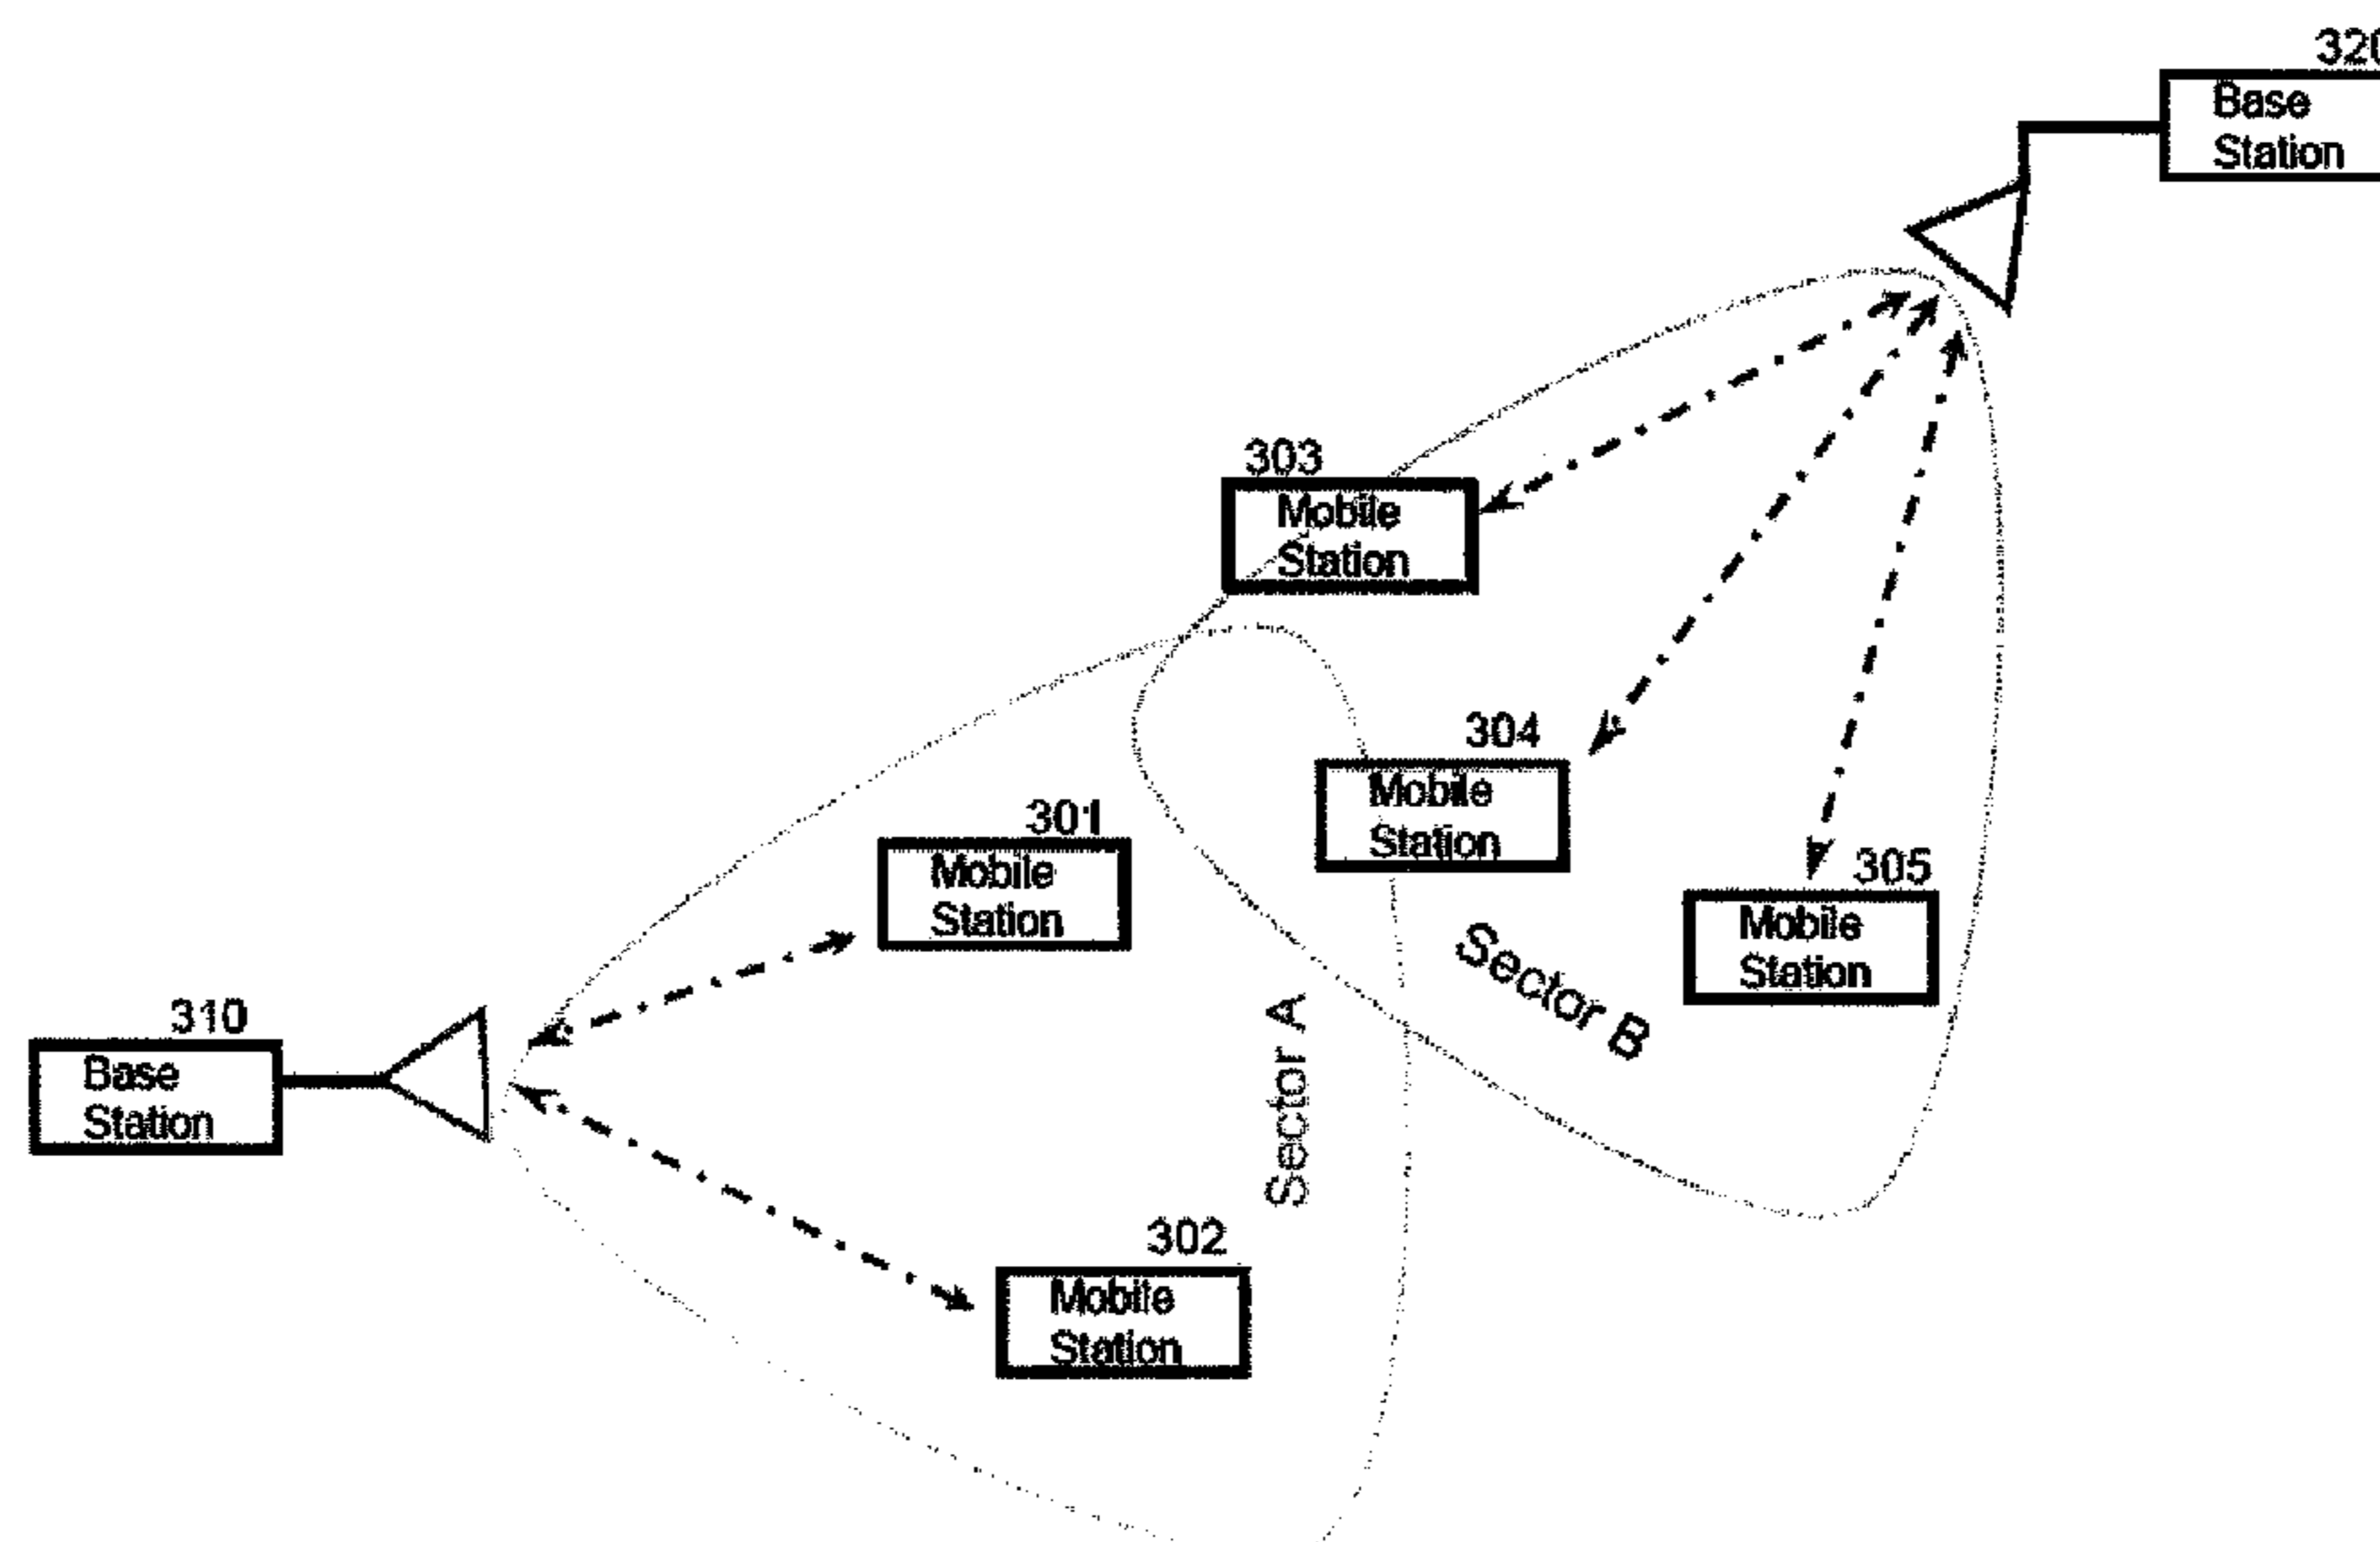 320
Base
Station
303
Mobile
Station
304
Mobile
Station
301
Mobile
Station
305
Mobile
Station
Sector B
310
Base
Station
Sector A
302
Mobile
Station